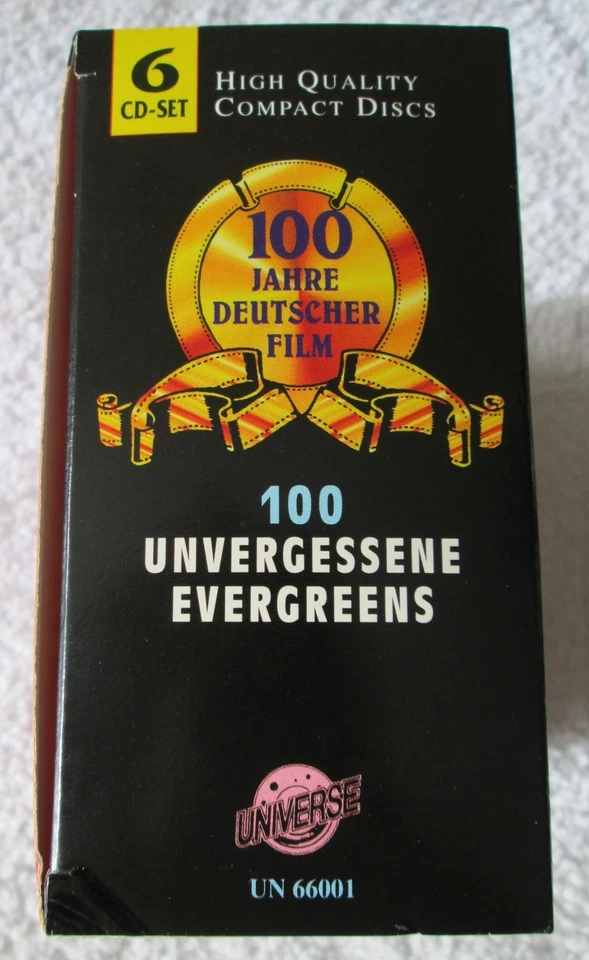 6
CD-SET
HIGH QUALITY
COMPACT DISCS
100
JAHRE
DEUTSCHER
FILM
100
UNVERGESSENE
EVERGREENS
UNIVERSE
UN 66001